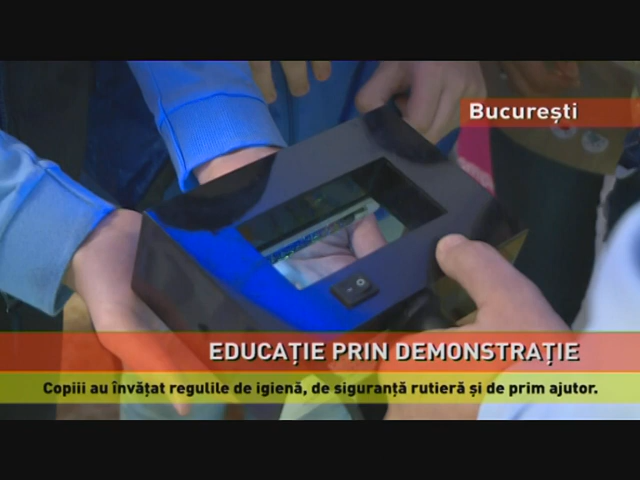 București
EDUCAȚIE PRIN DEMONSTRAȚIE
Copiii au învățat regulile de igienă, de siguranță rutieră și de prim ajutor.